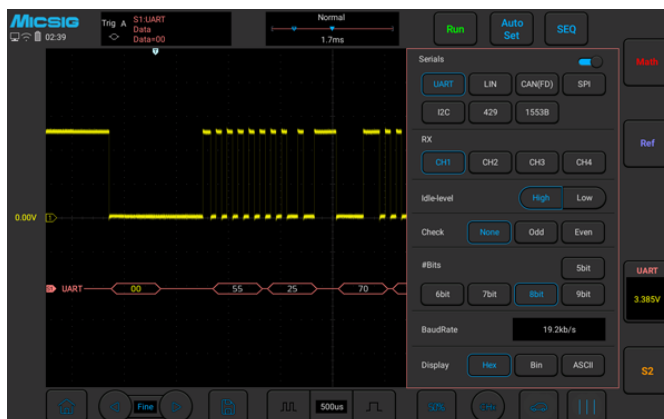 Micsig
02:39
Trig A
S1:UART
Data
Data=00
Normal
1.7ms
Run
Auto
Set
SEQ
Math
Ref
UART
3.385V
S2
0.00V
1
UART
00
55
25
70
Serials
UART
LIN
CAN(FD)
SPI
I2C
429
1553B
RX
CH1
CH2
CH3
CH4
Idle-level
High
Low
Check
None
Odd
Even
#Bits
5bit
6bit
7bit
8bit
9bit
BaudRate
19.2kb/s
Display
Hex
Bin
ASCII
Fine
500us